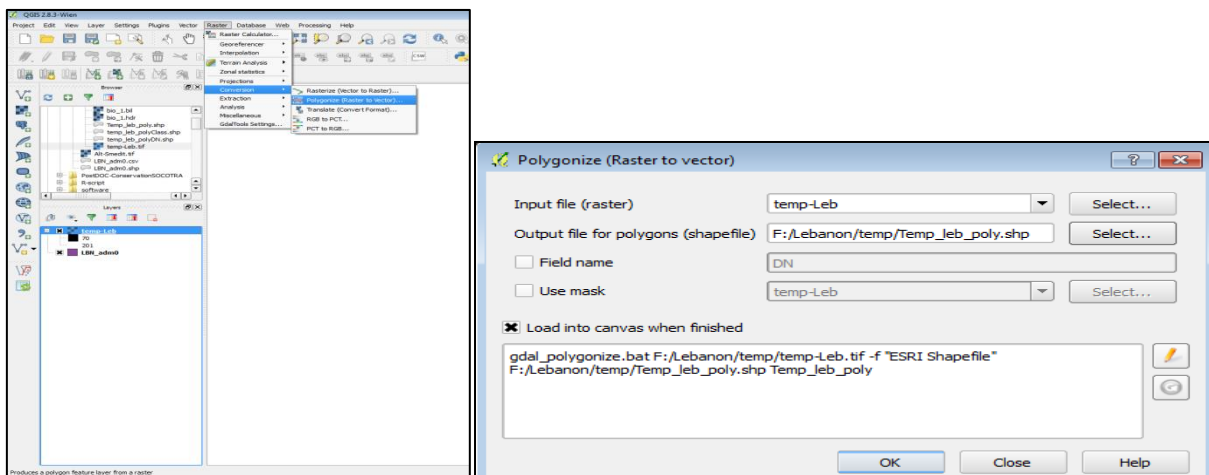 QGIS 2.8.3-Wien
Project Edit View Layer Settings Plugins Vector Raster Database Web Processing Help
Raster Calculator...
Georeferencer
Interpolation
Terrain Analysis
Zonal statistics
Projections
Conversion
Extraction
Analysis
Miscellaneous
GdalTools Settings...
Rasterize (Vector to Raster)...
Polygonize (Raster to Vector)...
Translate (Convert Format)...
RGB to PCT...
PCT to RGB...
CSW
Browser
bio_1.bil
bio_1.hdr
Temp_leb_poly.shp
temp_leb_polyClass.shp
temp_leb_polyDN.shp
temp-Leb.tif
Alt-5medit.tif
LBN_adm0.csv
LBN_adm0.shp
PostDOC-ConservationSOCOTRA
R-script
software
Layers
temp-Leb
70
201
LBN_adm0
Produces a polygon feature layer from a raster
Polygonize (Raster to vector)
Input file (raster) temp-Leb Select...
Output file for polygons (shapefile) F:/Lebanon/temp/Temp_leb_poly.shp Select...
Field name DN
Use mask temp-Leb Select...
Load into canvas when finished
gdal_polygonize.bat F:/Lebanon/temp/temp-Leb.tif -f "ESRI Shapefile"
F:/Lebanon/temp/Temp_leb_poly.shp Temp_leb_poly
OK Close Help